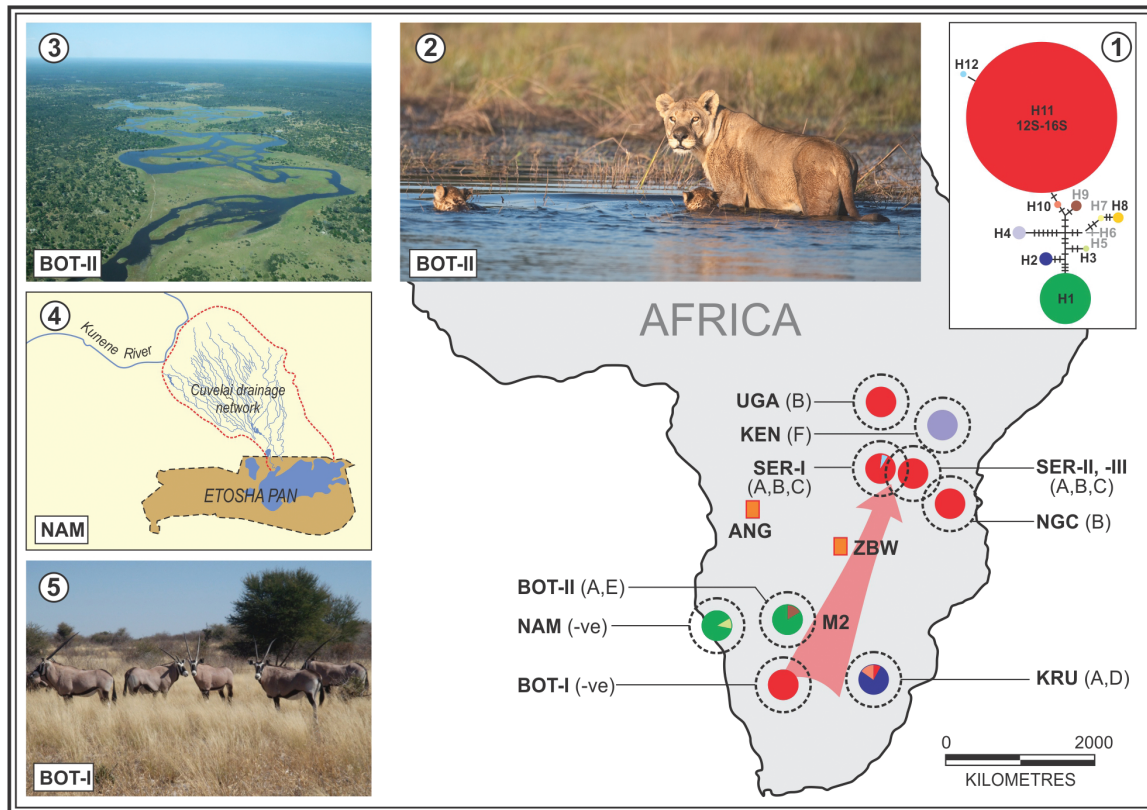 3
BOT-II
2
BOT-II
1
H12
H11
12S-16S
H10
H9
H7
H8
H4
H6
H5
H2
H3
H1
4
Kunene River
Cuvelai drainage
network
ETOSHA PAN
NAM
5
BOT-I
AFRICA
UGA (B)
KEN (F)
SER-I
(A,B,C)
SER-II, -III
(A,B,C)
NGC (B)
ANG
ZBW
BOT-II (A,E)
NAM (-ve)
M2
BOT-I (-ve)
KRU (A,D)
0 2000
KILOMETRES